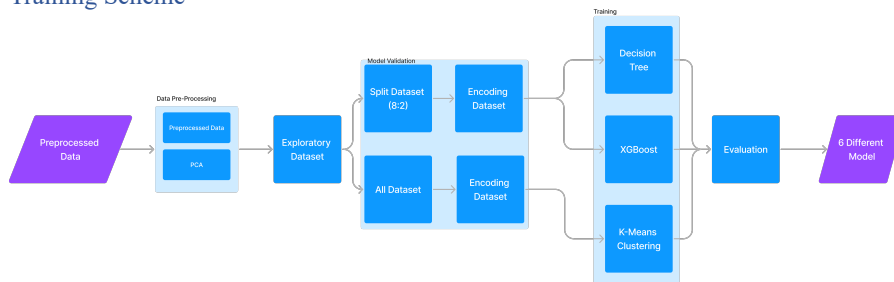 Training Scheme
Training
Decision
Tree
Model Validation
Split Dataset
(8:2)
Encoding
Dataset
Data Pre-Processing
Preprocessed Data
PCA
Preprocessed
Data
Exploratory
Dataset
XGBoost
Evaluation
6 Different
Model
All Dataset
Encoding
Dataset
K-Means
Clustering